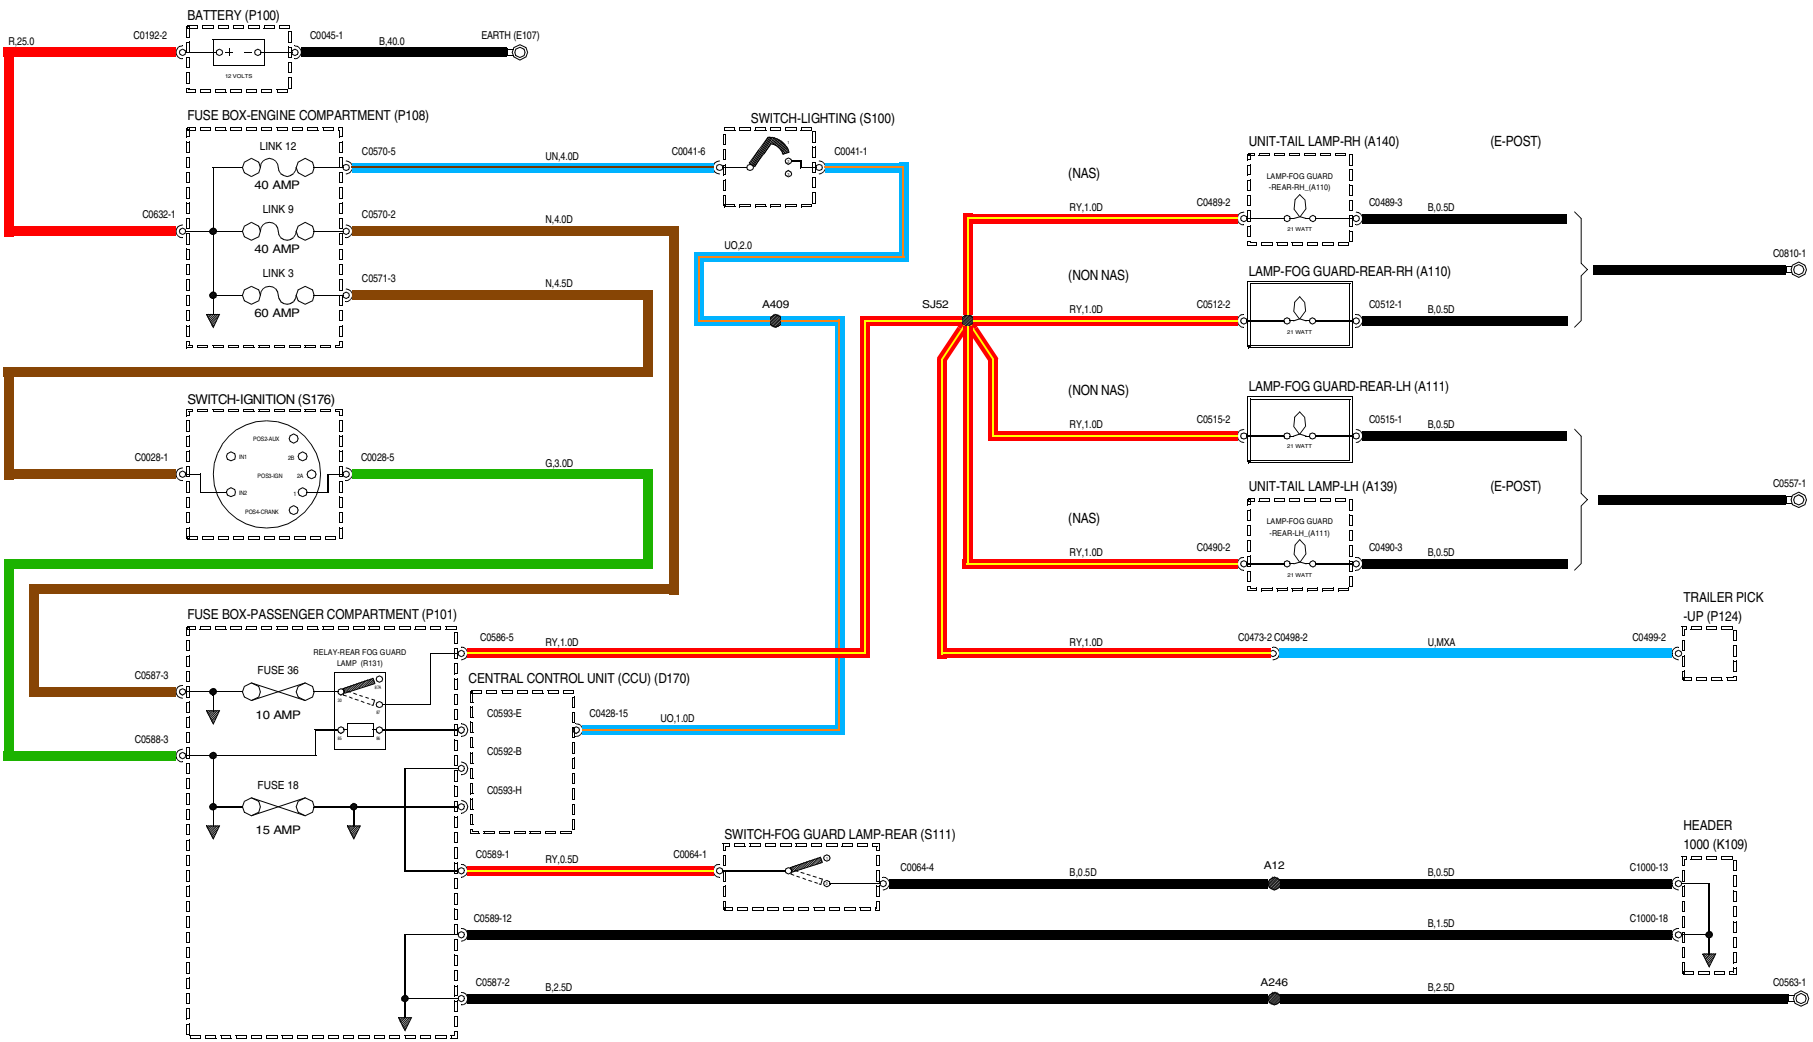 BATTERY (P100)
R,25.0
C0192-2
+ −
12 VOLTS
C0045-1
B,40.0
EARTH (E107)
FUSE BOX-ENGINE COMPARTMENT (P108)
LINK 12
40 AMP
C0570-5
UN,4.0D
C0041-6
SWITCH-LIGHTING (S100)
C0041-1
C0632-1
LINK 9
40 AMP
C0570-2
N,4.0D
LINK 3
60 AMP
C0571-3
N,4.5D
UO,2.0
A409
SJ52
(NAS)
RY,1.0D
C0489-2
UNIT-TAIL LAMP-RH (A140)
(E-POST)
LAMP-FOG GUARD
-REAR-RH_(A110)
21 WATT
C0489-3
B,0.5D
C0810-1
(NON NAS)
RY,1.0D
C0512-2
LAMP-FOG GUARD-REAR-RH (A110)
21 WATT
C0512-1
B,0.5D
(NON NAS)
RY,1.0D
C0515-2
LAMP-FOG GUARD-REAR-LH (A111)
21 WATT
C0515-1
B,0.5D
C0557-1
(NAS)
RY,1.0D
C0490-2
UNIT-TAIL LAMP-LH (A139)
(E-POST)
LAMP-FOG GUARD
-REAR-LH_(A111)
21 WATT
C0490-3
B,0.5D
SWITCH-IGNITION (S176)
C0028-1
POS2-AUX
IN1
2B
POS3-IGN
2A
IN2
1
POS4-CRANK
C0028-5
G,3.0D
FUSE BOX-PASSENGER COMPARTMENT (P101)
C0587-3
FUSE 36
10 AMP
RELAY-REAR FOG GUARD
LAMP (R131)
C0586-5
RY,1.0D
RY,1.0D
C0473-2 C0498-2
U,MXA
C0499-2
TRAILER PICK
-UP (P124)
CENTRAL CONTROL UNIT (CCU) (D170)
C0593-E
C0592-B
C0593-H
C0428-15
UO,1.0D
C0588-3
FUSE 18
15 AMP
C0589-1
RY,0.5D
C0064-1
SWITCH-FOG GUARD LAMP-REAR (S111)
C0064-4
B,0.5D
A12
B,0.5D
C1000-13
HEADER
1000 (K109)
C0589-12
B,1.5D
C1000-18
C0587-2
B,2.5D
A246
B,2.5D
C0563-1